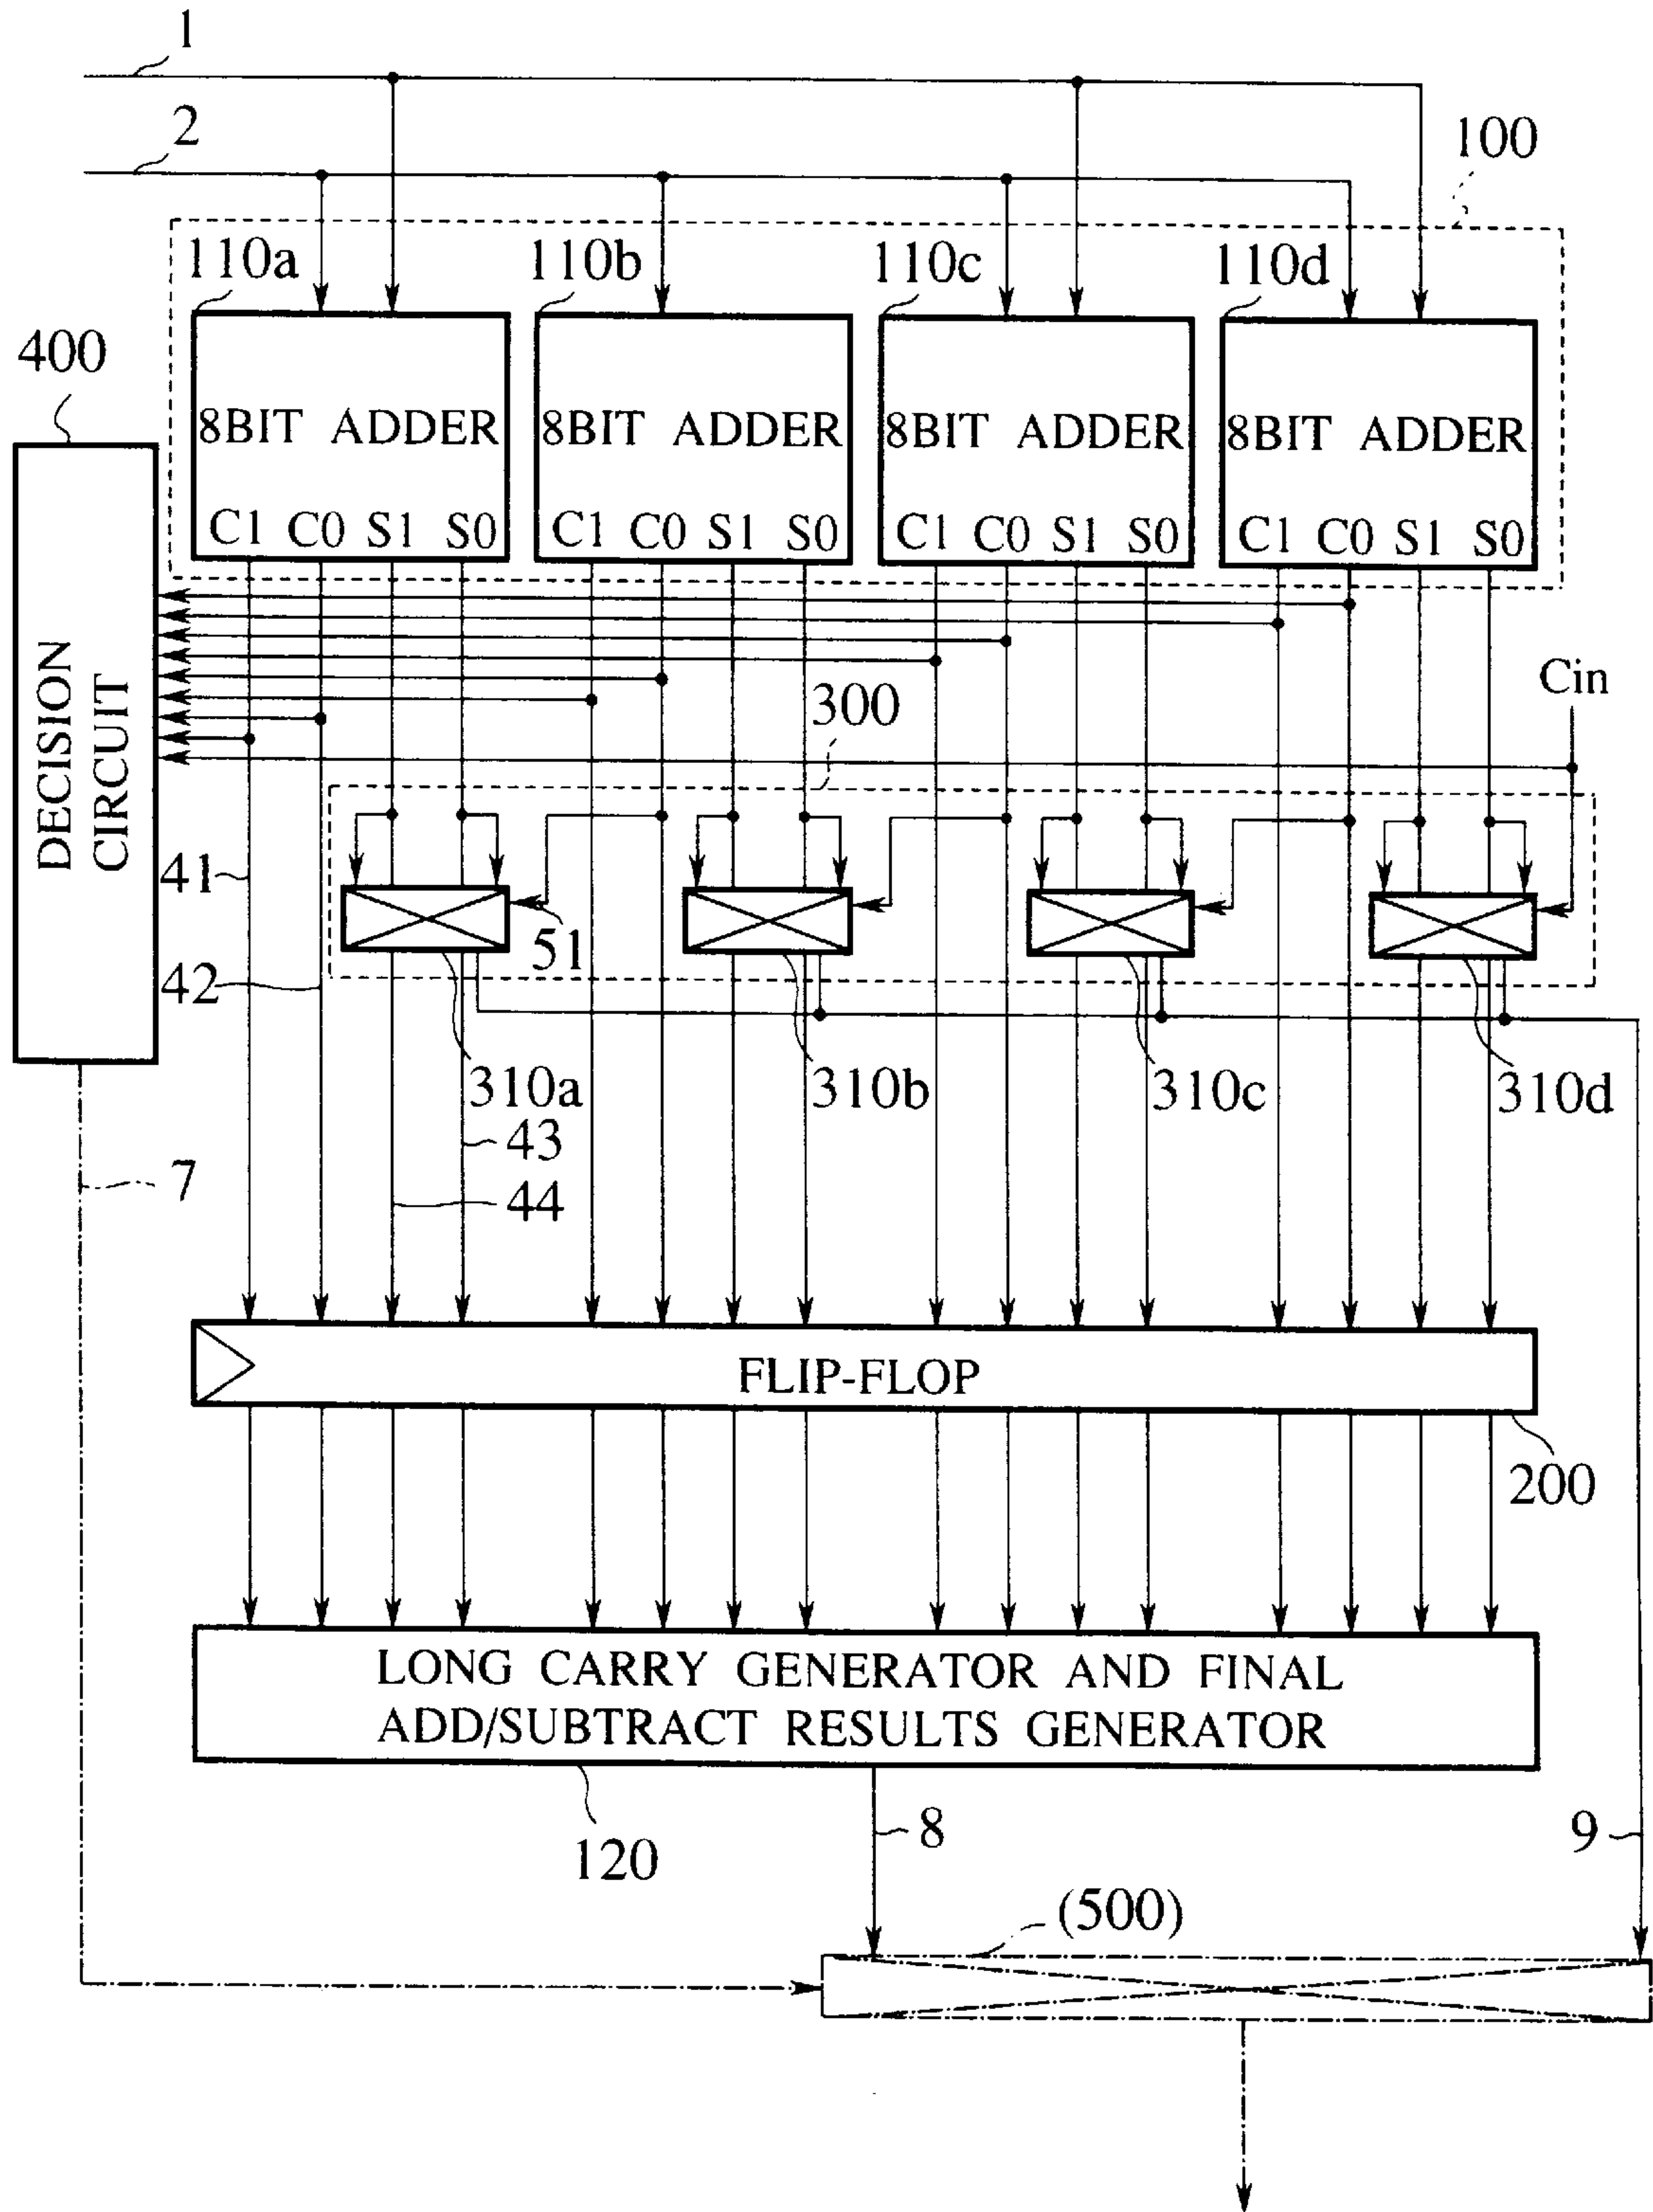 1
2
100
110a
110b
110c
110d
400
8BIT ADDER
8BIT ADDER
8BIT ADDER
8BIT ADDER
C1 C0 S1 S0
C1 C0 S1 S0
C1 C0 S1 S0
C1 C0 S1 S0
DECISION
CIRCUIT
Cin
300
41
51
42
310a
310b
310c
310d
43
7
44
FLIP-FLOP
200
LONG CARRY GENERATOR AND FINAL
ADD/SUBTRACT RESULTS GENERATOR
8
9
120
(500)